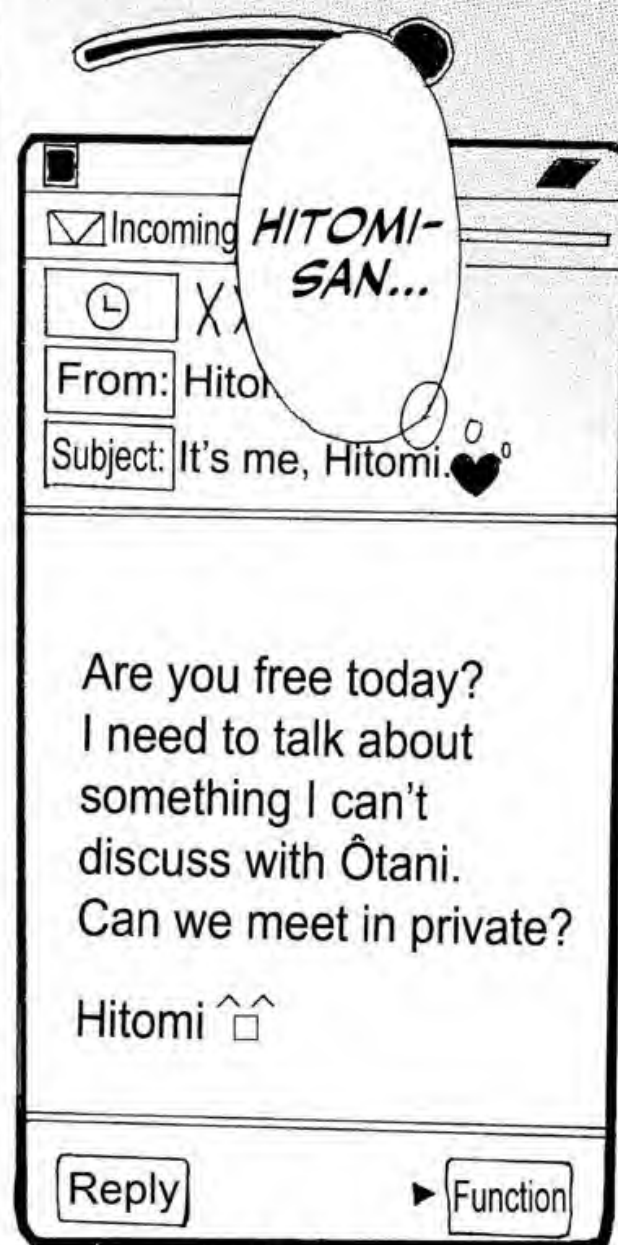 HITOMI-
SAN...
Incoming
From:
Subject: It's me, Hitomi.
Are you free today?
I need to talk about
something I can't
discuss with Ôtani.
Can we meet in private?
Hitomi ^□^
Reply ► Function